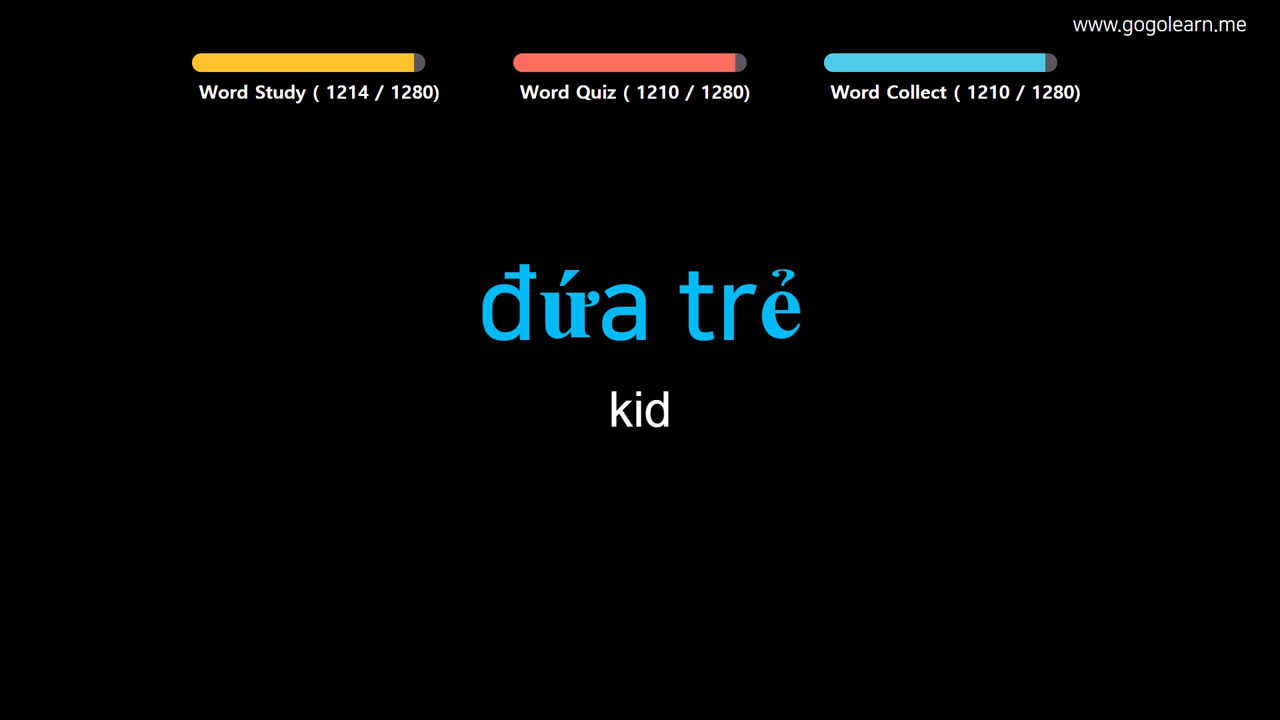 www.gogolearn.me
Word Study ( 1214 / 1280)
Word Quiz ( 1210 / 1280)
Word Collect ( 1210 / 1280)
đứa trẻ
kid